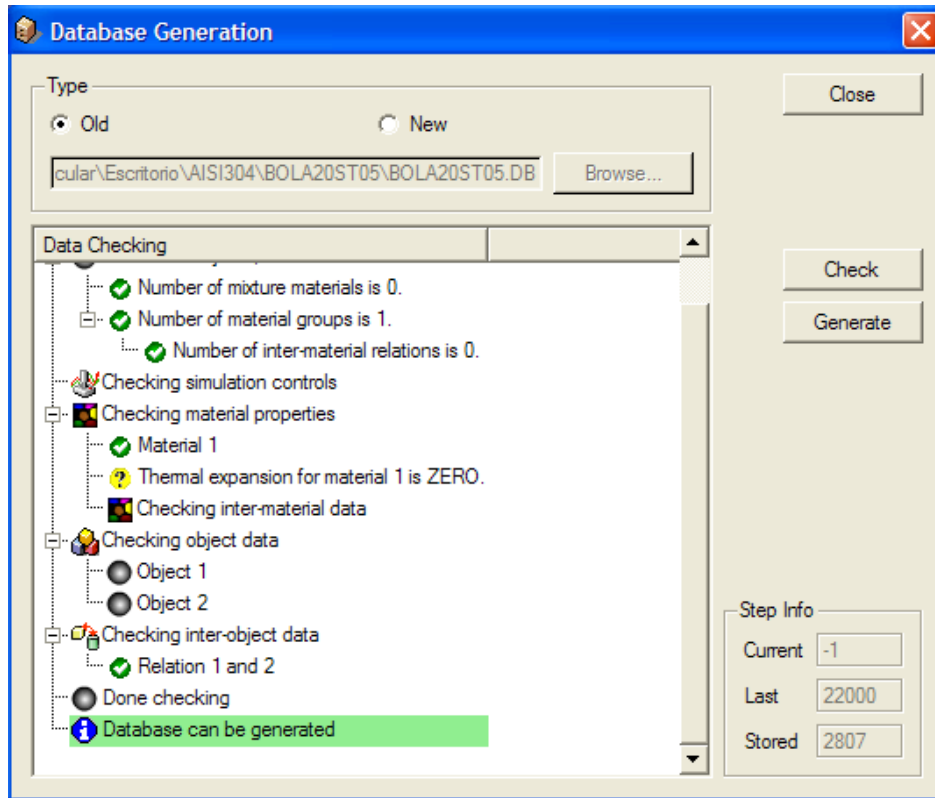 Database Generation
Type
Close
Old
New
cular\Escritorio\AISI304\BOLA20ST05\BOLA20ST05.DB
Browse...
Data Checking
Check
Number of mixture materials is 0.
Number of material groups is 1.
Generate
Number of inter-material relations is 0.
Checking simulation controls
Checking material properties
Material 1
Thermal expansion for material 1 is ZERO.
Checking inter-material data
Checking object data
Object 1
Object 2
Step Info
Checking inter-object data
Current -1
Relation 1 and 2
Done checking
Last 22000
Database can be generated
Stored 2807